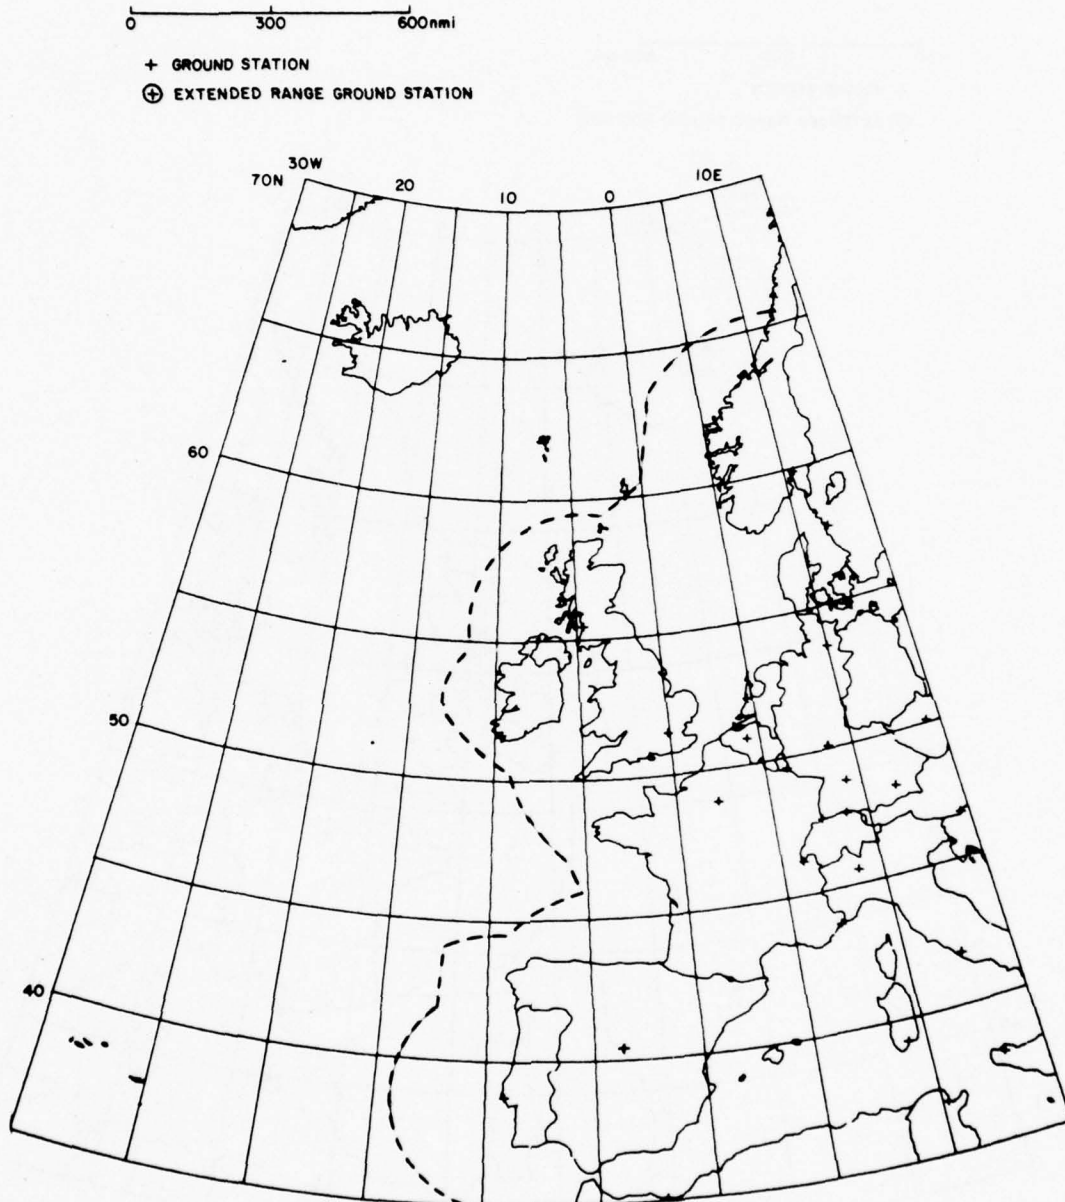 0 300 600nmi
+ GROUND STATION
⊕ EXTENDED RANGE GROUND STATION
30W
70N 20 10 0 10E
60
50
40